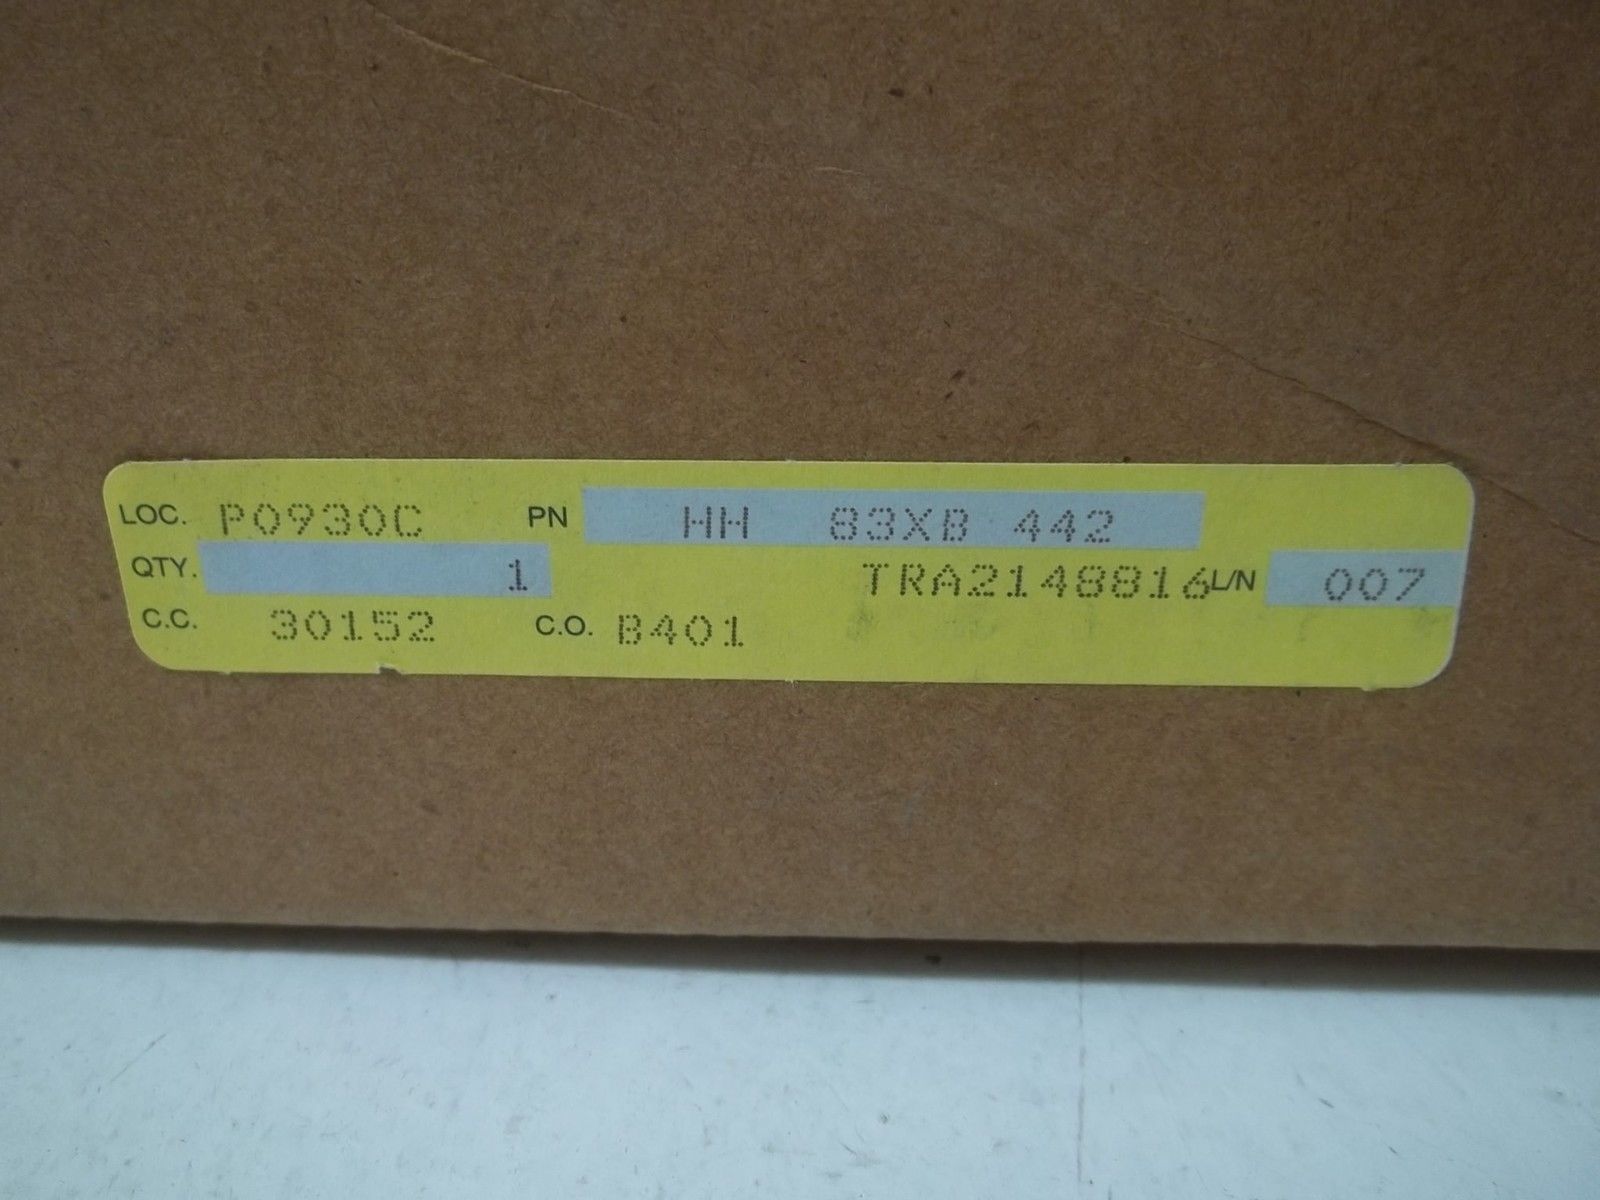 LOC. P0930C PN HH 83XB 442
QTY. 1 TRA2148816 L/N 007
C.C. 30152 C.O. B401